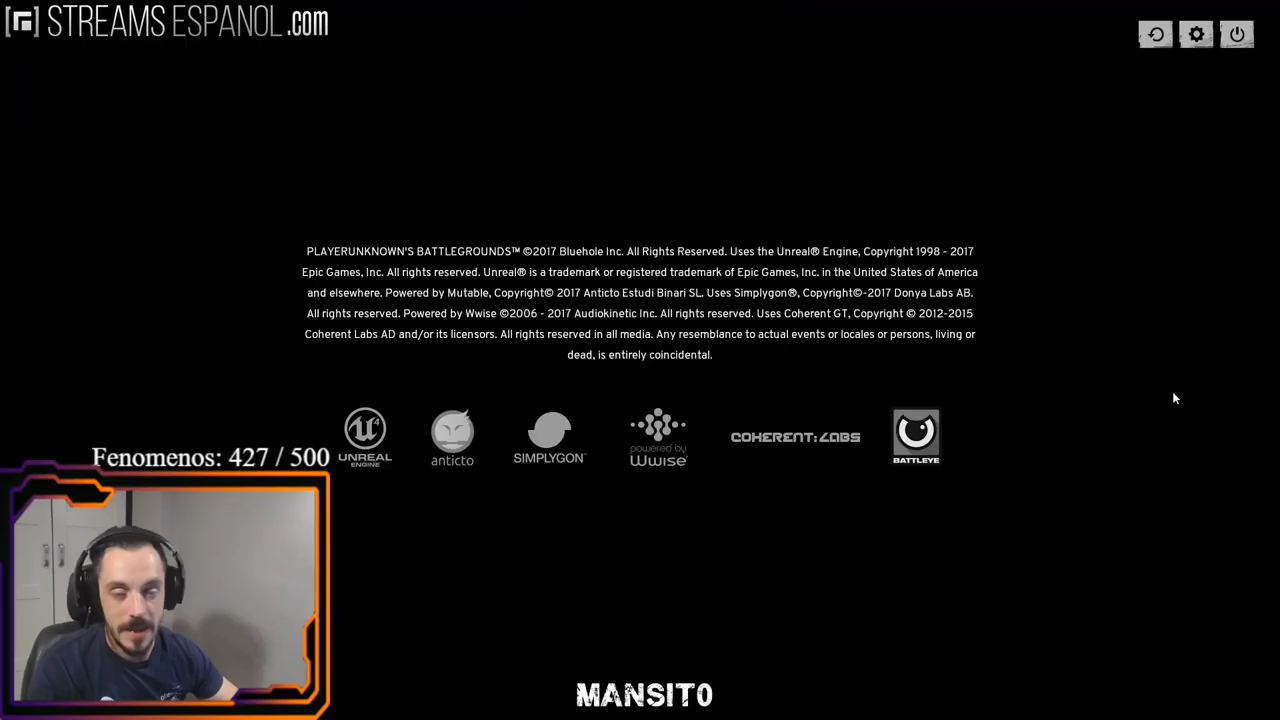 STREAMS ESPANOL.com
PLAYERUNKNOWN'S BATTLEGROUNDS™ ©2017 Bluehole Inc. All Rights Reserved. Uses the Unreal® Engine, Copyright 1998 - 2017
Epic Games, Inc. All rights reserved. Unreal® is a trademark or registered trademark of Epic Games, Inc. in the United States of America
and elsewhere. Powered by Mutable, Copyright© 2017 Anticto Estudi Binari SL. Uses Simplygon®, Copyright©-2017 Donya Labs AB.
All rights reserved. Powered by Wwise ©2006 - 2017 Audiokinetic Inc. All rights reserved. Uses Coherent GT, Copyright © 2012-2015
Coherent Labs AD and/or its licensors. All rights reserved in all media. Any resemblance to actual events or locales or persons, living or
dead, is entirely coincidental.
UNREAL
ENGINE
anticto
SIMPLYGON™
powered by
Wwise
COHERENT:LABS
BATTLEYE
Fenomenos: 427 / 500
MANSIT0